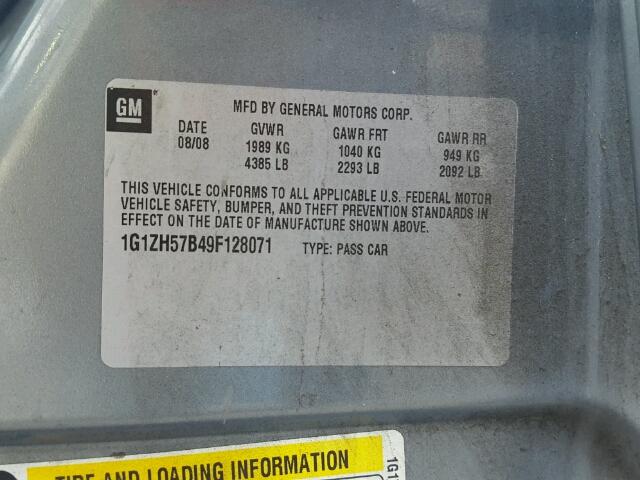 GM
MFD BY GENERAL MOTORS CORP.
DATE GVWR GAWR FRT GAWR RR
08/08 1989 KG 1040 KG 949 KG
4385 LB 2293 LB 2092 LB
THIS VEHICLE CONFORMS TO ALL APPLICABLE U.S. FEDERAL MOTOR
VEHICLE SAFETY, BUMPER, AND THEFT PREVENTION STANDARDS IN
EFFECT ON THE DATE OF MANUFACTURE SHOWN ABOVE.
1G1ZH57B49F128071 TYPE: PASS CAR
TIRE AND LOADING INFORMATION
1G1